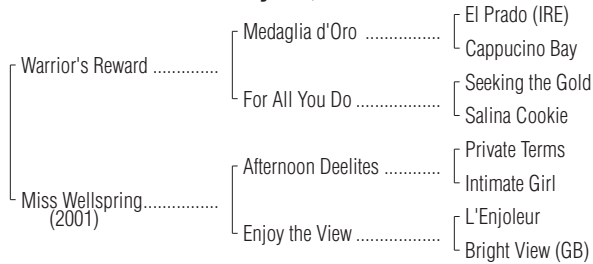 El Prado (IRE)
Medaglia d'Oro ................
Cappucino Bay
Warrior's Reward ..............
Seeking the Gold
For All You Do ..................
Salina Cookie
Private Terms
Afternoon Deelites ............
Intimate Girl
Miss Wellspring................
(2001)
L'Enjoleur
Enjoy the View ..................
Bright View (GB)